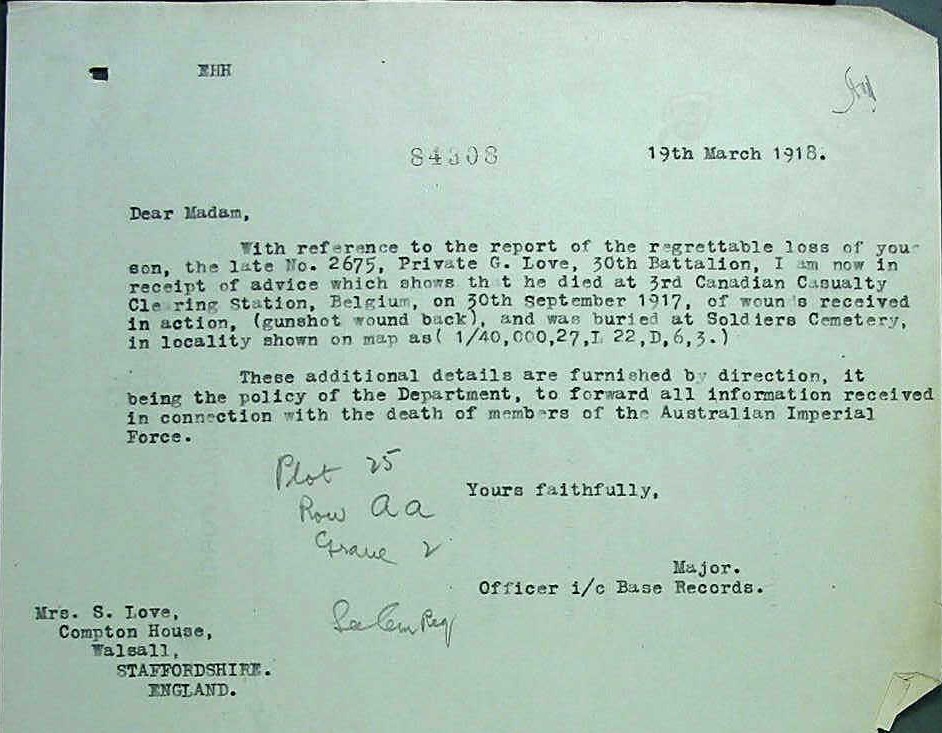 EHH
84308
19th March 1918.
Dear Madam,
With reference to the report of the regrettable loss of your
son, the late No. 2675, Private G. Love, 30th Battalion, I am now in
receipt of advice which shows that he died at 3rd Canadian Casualty
Clearing Station, Belgium, on 30th September 1917, of wounds received
in action, (gunshot wound back), and was buried at Soldiers Cemetery,
in locality shown on map as( 1/40,000,27,L 22,D,6,3.)
These additional details are furnished by direction, it
being the policy of the Department, to forward all information received
in connection with the death of members of the Australian Imperial
Force.
Plot 25
Row AA
Grave 2
Yours faithfully,
Major.
Officer i/c Base Records.
See Cem Reg
Mrs. S. Love,
Compton House,
Walsall,
STAFFORDSHIRE.
ENGLAND.